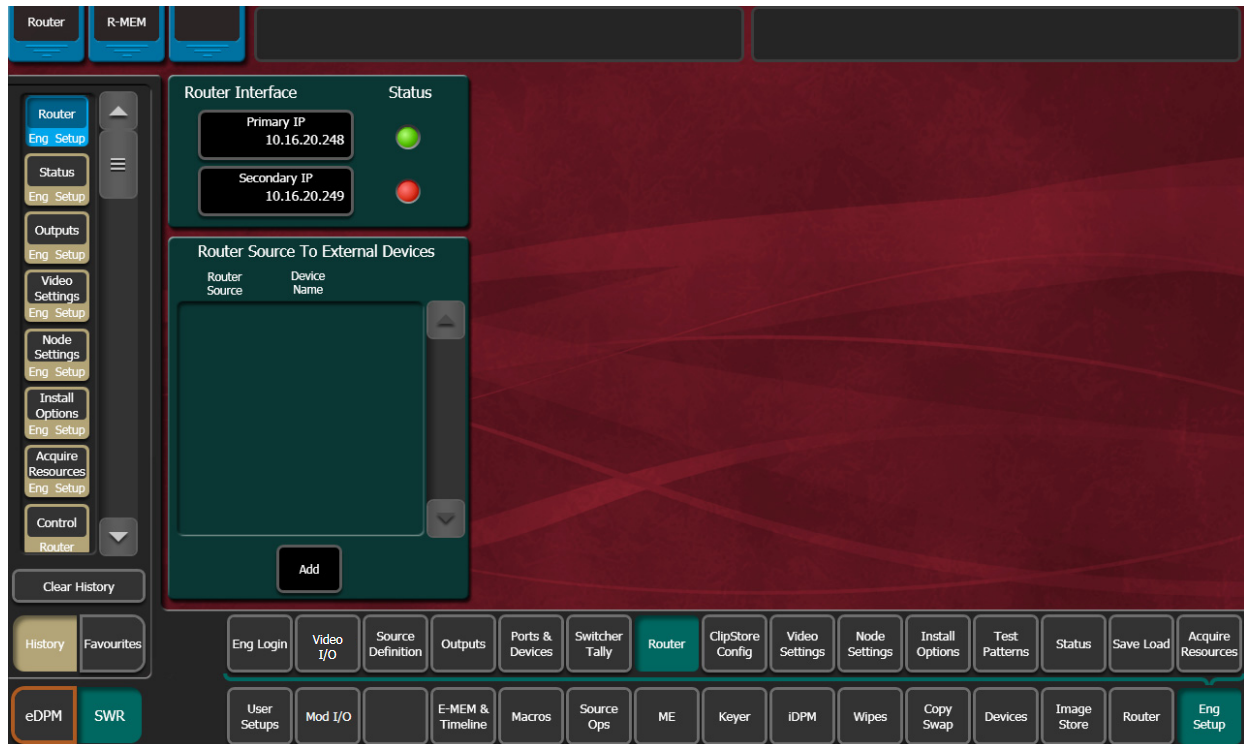 Router
R-MEM
Router
Eng Setup
Status
Eng Setup
Outputs
Eng Setup
Video
Settings
Eng Setup
Node
Settings
Eng Setup
Install
Options
Eng Setup
Acquire
Resources
Eng Setup
Control
Router
Clear History
History
Favourites
eDPM
SWR
Router Interface
Status
Primary IP
10.16.20.248
Secondary IP
10.16.20.249
Router Source To External Devices
Router
Source
Device
Name
Add
Eng Login
Video
I/O
Source
Definition
Outputs
Ports &
Devices
Switcher
Tally
Router
ClipStore
Config
Video
Settings
Node
Settings
Install
Options
Test
Patterns
Status
Save Load
Acquire
Resources
User
Setups
Mod I/O
E-MEM &
Timeline
Macros
Source
Ops
ME
Keyer
iDPM
Wipes
Copy
Swap
Devices
Image
Store
Router
Eng
Setup